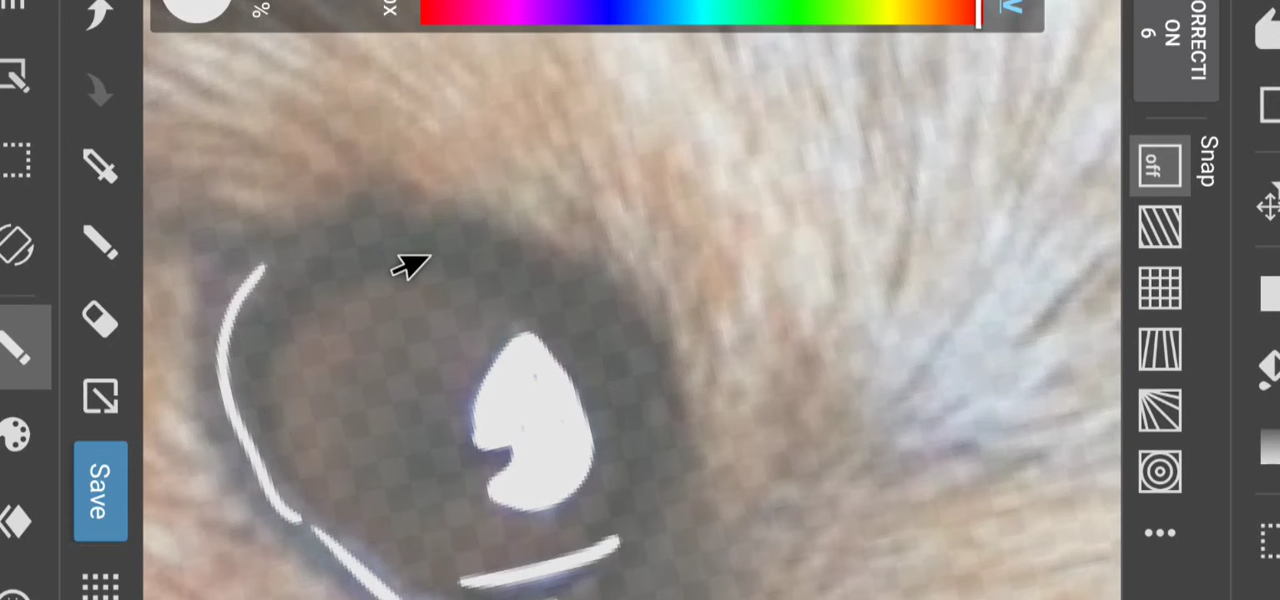 %
V
ORRECTI
ON
6
Snap
off
Save